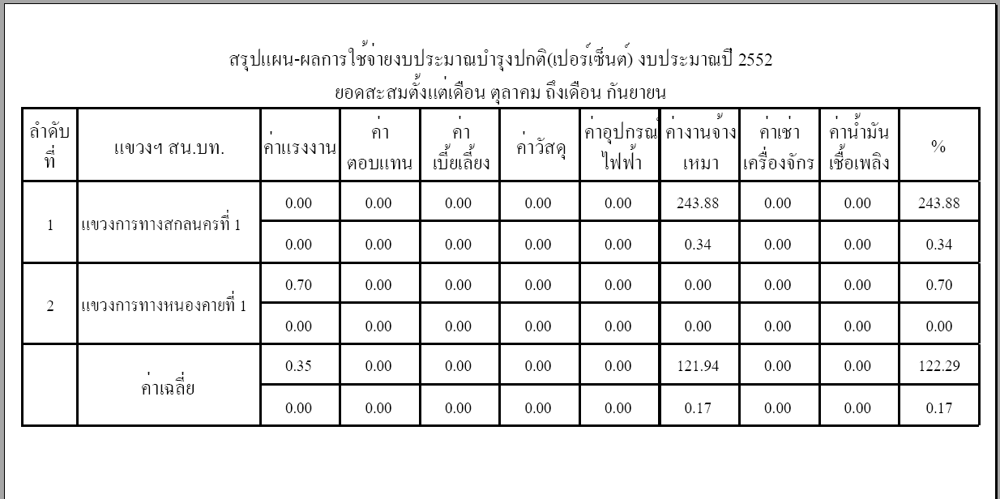 สรุปแผน-ผลการใช้จ่ายงบประมาณบำรุงปกติ(เปอร์เซ็นต์) งบประมาณปี 2552
ยอดสะสมตั้งแต่เดือน ตุลาคม ถึงเดือน กันยายน
ลำดับที่ แขวงฯ สน.บท. ค่าแรงงาน ค่าตอบแทน ค่าเบี้ยเลี้ยง ค่าวัสดุ ค่าอุปกรณ์ไฟฟ้า ค่างานจ้างเหมา ค่าเช่าเครื่องจักร ค่าน้ำมันเชื้อเพลิง %
1 แขวงการทางสกลนครที่ 1 0.00 0.00 0.00 0.00 0.00 243.88 0.00 0.00 243.88
0.00 0.00 0.00 0.00 0.00 0.34 0.00 0.00 0.34
2 แขวงการทางหนองคายที่ 1 0.70 0.00 0.00 0.00 0.00 0.00 0.00 0.00 0.70
0.00 0.00 0.00 0.00 0.00 0.00 0.00 0.00 0.00
ค่าเฉลี่ย 0.35 0.00 0.00 0.00 0.00 121.94 0.00 0.00 122.29
0.00 0.00 0.00 0.00 0.00 0.17 0.00 0.00 0.17